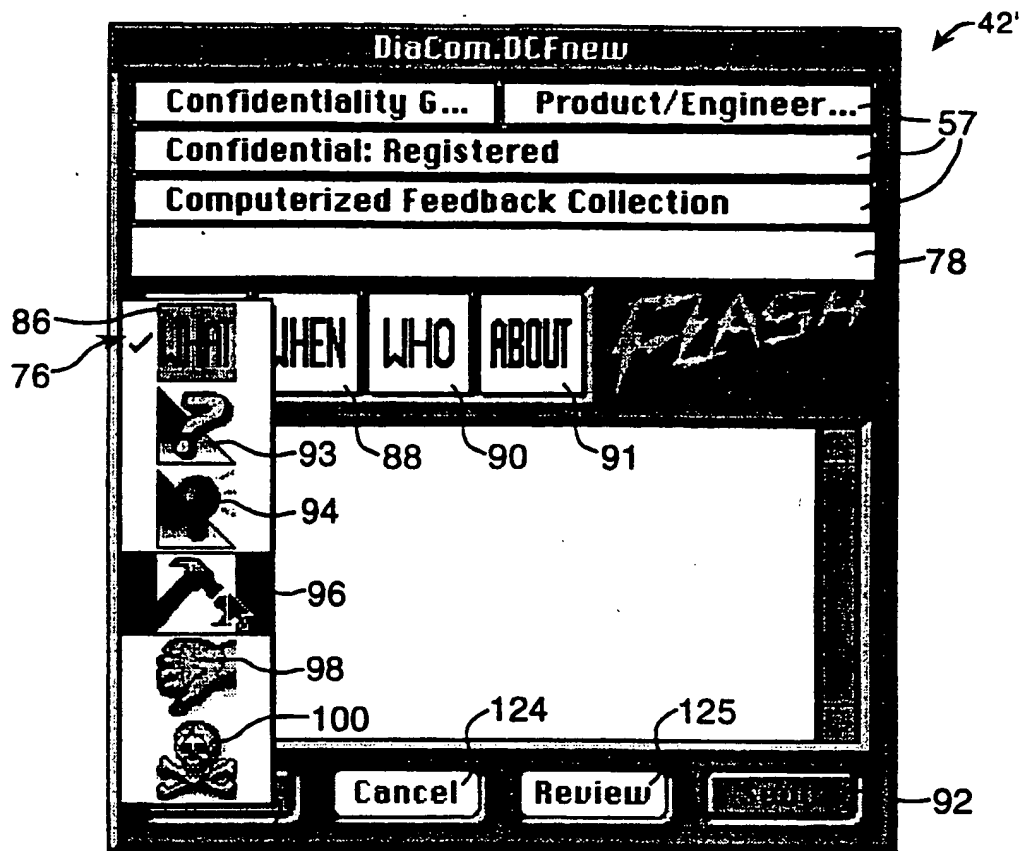 42'
DiaCom.DCFnew
Confidentiality G... Product/Engineer...
57
Confidential: Registered
Computerized Feedback Collection
78
86 WHAT WHEN WHO ABOUT FLASH
76
93 88 90 91
94
96
98
100 124 125
Cancel Review 92